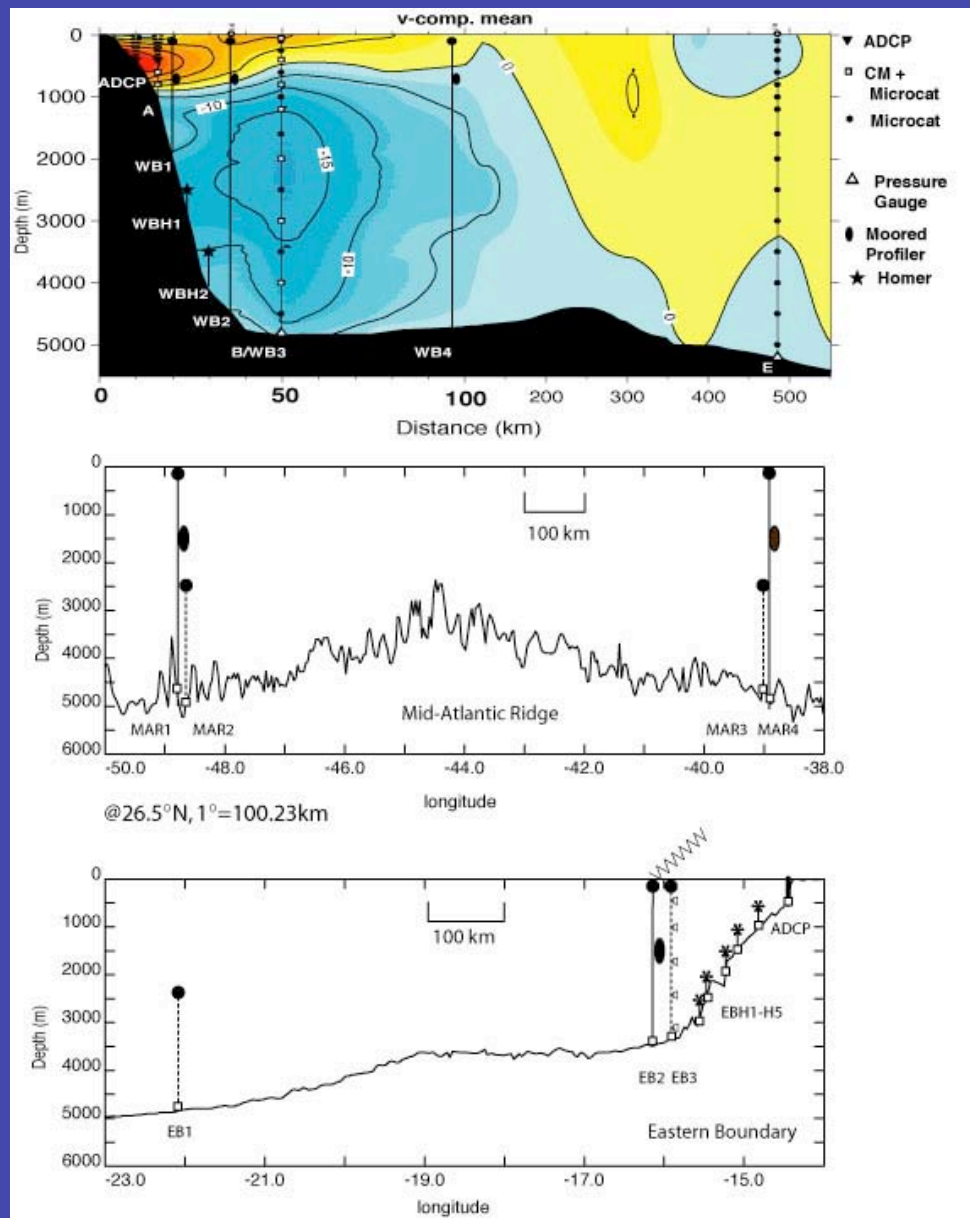 v-comp. mean
0
1000
2000
3000
4000
5000
Depth (m)
ADCP
A
WB1
WBH1
WBH2
WB2
B/WB3
WB4
E
-10
-15
-10
0
0
0
50
100
200
300
400
500
Distance (km)
ADCP
CM +
Microcat
Microcat
Pressure
Gauge
Moored
Profiler
Homer
0
1000
2000
3000
4000
5000
6000
Depth (m)
100 km
Mid-Atlantic Ridge
MAR1 MAR2
MAR3 MAR4
-50.0 -48.0 -46.0 -44.0 -42.0 -40.0 -38.0
longitude
@26.5°N, 1°=100.23km
0
1000
2000
3000
4000
5000
6000
Depth (m)
100 km
ADCP
EBH1-H5
EB2 EB3
EB1
Eastern Boundary
-23.0 -21.0 -19.0 -17.0 -15.0
longitude